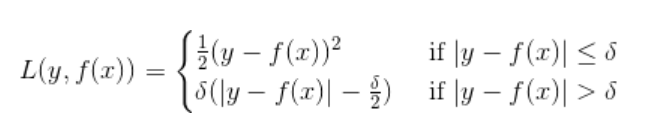 L(y, f(x)) = { ½(y − f(x))² if |y − f(x)| ≤ δ
δ(|y − f(x)| − δ/2) if |y − f(x)| > δ